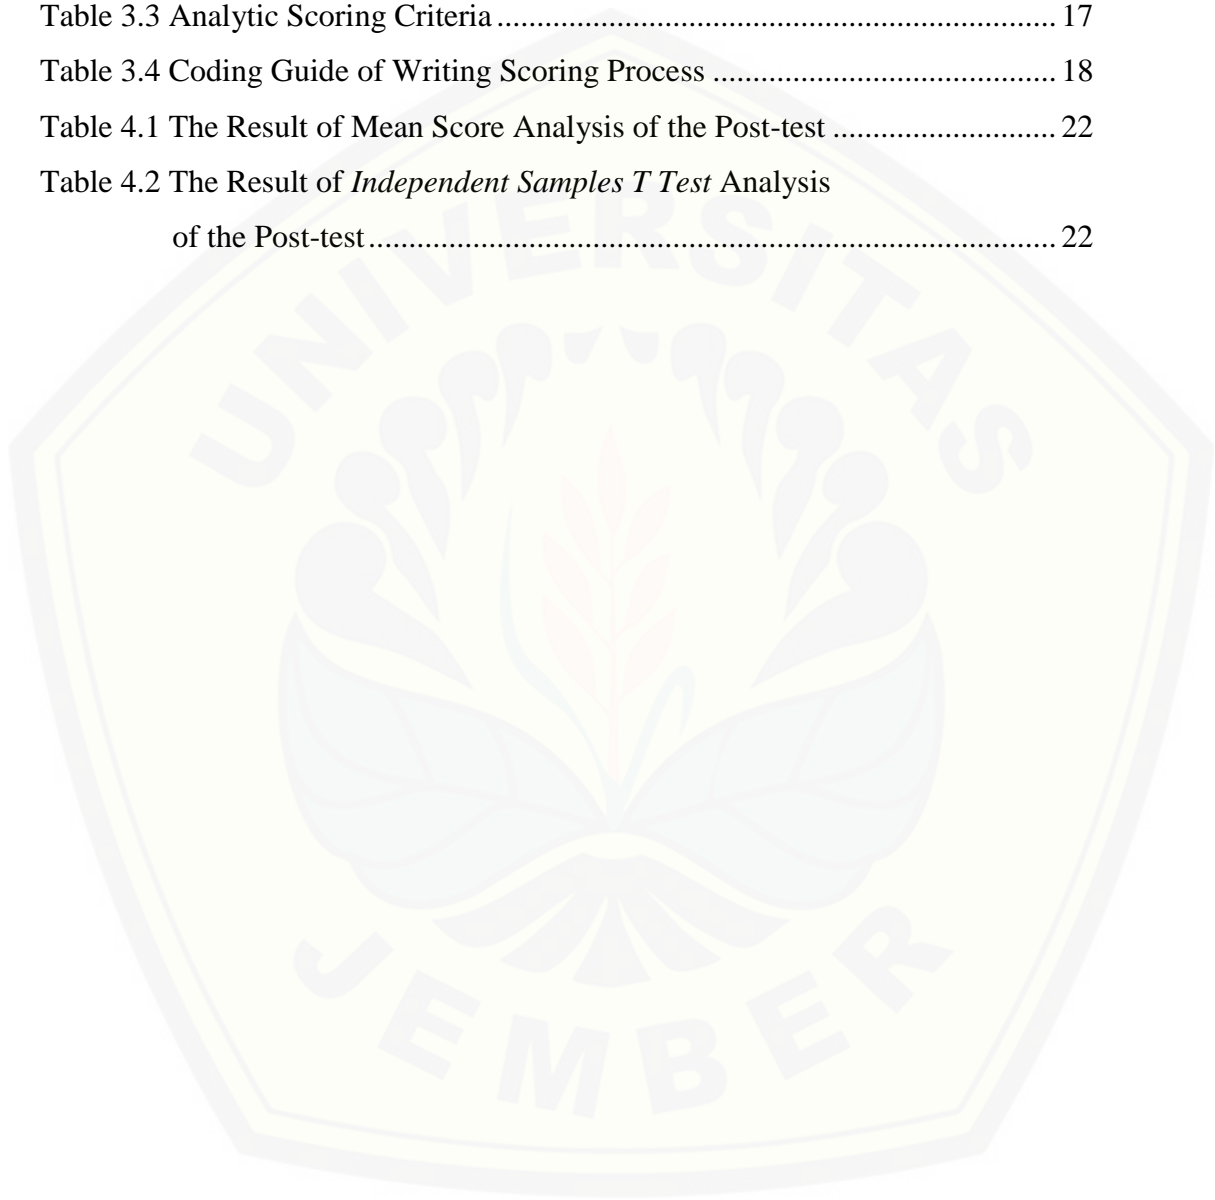 Table 3.3 Analytic Scoring Criteria ........................................................... 17
Table 3.4 Coding Guide of Writing Scoring Process .................................... 18
Table 4.1 The Result of Mean Score Analysis of the Post-test ........................ 22
Table 4.2 The Result of Independent Samples T Test Analysis
of the Post-test ......................................................................... 22
UNIVERSITAS
JEMBER